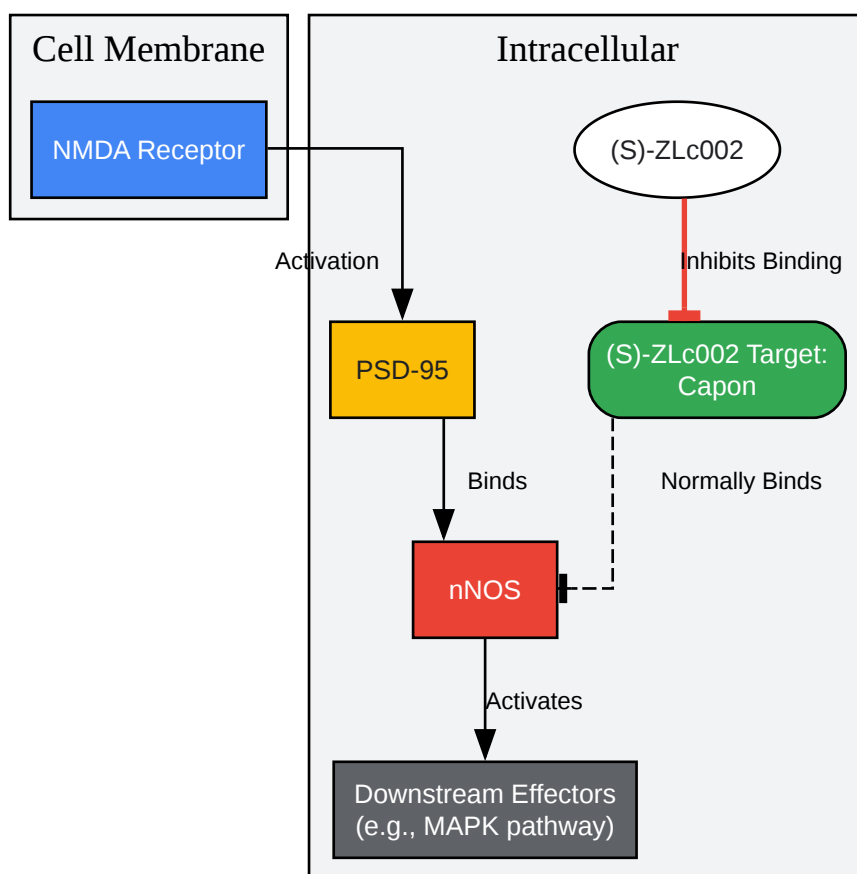 Cell Membrane
Intracellular
NMDA Receptor
(S)-ZLc002
Activation
Inhibits Binding
PSD-95
(S)-ZLc002 Target:
Capon
Binds
Normally Binds
nNOS
Activates
Downstream Effectors
(e.g., MAPK pathway)